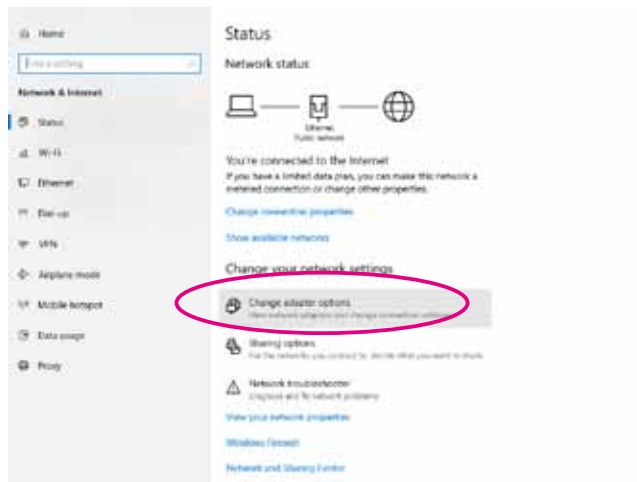 Home
Find a setting
Network & Internet
Status
Wi-Fi
Ethernet
Dial-up
VPN
Airplane mode
Mobile hotspot
Data usage
Proxy
Status
Network status
Ethernet
Public network
You're connected to the Internet
If you have a limited data plan, you can make this network a
metered connection or change other properties.
Change connection properties
Show available networks
Change your network settings
Change adapter options
View network adapters and change connection settings.
Sharing options
For the networks you connect to, decide what you want to share.
Network troubleshooter
Diagnose and fix network problems.
View your network properties
Windows Firewall
Network and Sharing Center